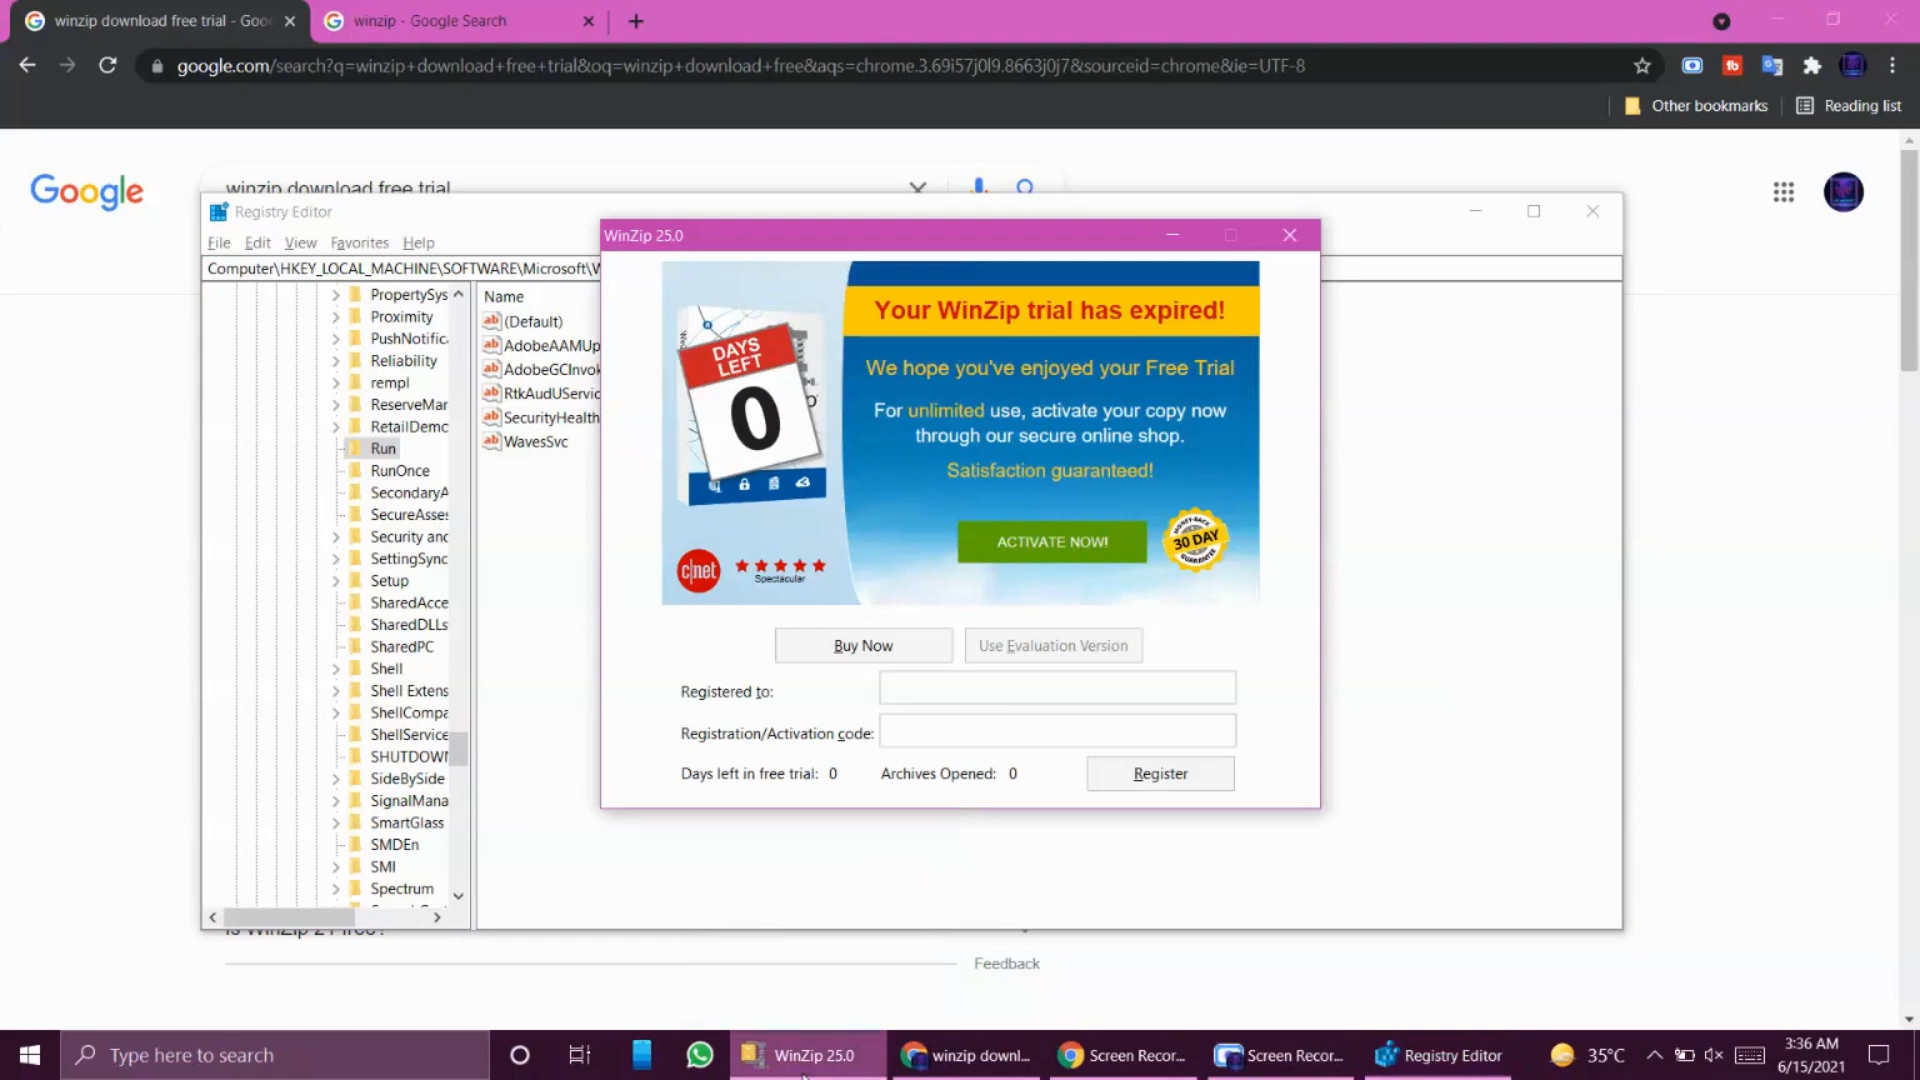 winzip download free trial - Goo
winzip - Google Search
google.com/search?q=winzip+download+free+trial&oq=winzip+download+free&aqs=chrome.3.69i57j0l9.8663j0j7&sourceid=chrome&ie=UTF-8
Other bookmarks
Reading list
Google
winzip download free trial
Registry Editor
File Edit View Favorites Help
Computer\HKEY_LOCAL_MACHINE\SOFTWARE\Microsoft\W
PropertySys
Proximity
PushNotific
Reliability
rempl
ReserveMar
RetailDemo
Run
RunOnce
SecondaryA
SecureAsses
Security and
SettingSync
Setup
SharedAcce
SharedDLLs
SharedPC
Shell
Shell Extens
ShellCompa
ShellService
SHUTDOWN
SideBySide
SignalMana
SmartGlass
SMDEn
SMI
Spectrum
Name
(Default)
AdobeAAMUp
AdobeGCInvok
RtkAudUServic
SecurityHealth
WavesSvc
WinZip 25.0
DAYS
LEFT
0
Your WinZip trial has expired!
We hope you've enjoyed your Free Trial
For unlimited use, activate your copy now
through our secure online shop.
Satisfaction guaranteed!
ACTIVATE NOW!
MONEY-BACK
30 DAY
GUARANTEE
c|net
Spectacular
Buy Now
Use Evaluation Version
Registered to:
Registration/Activation code:
Days left in free trial: 0
Archives Opened: 0
Register
Feedback
Type here to search
WinZip 25.0
winzip downl...
Screen Recor...
Screen Recor...
Registry Editor
35°C
3:36 AM
6/15/2021